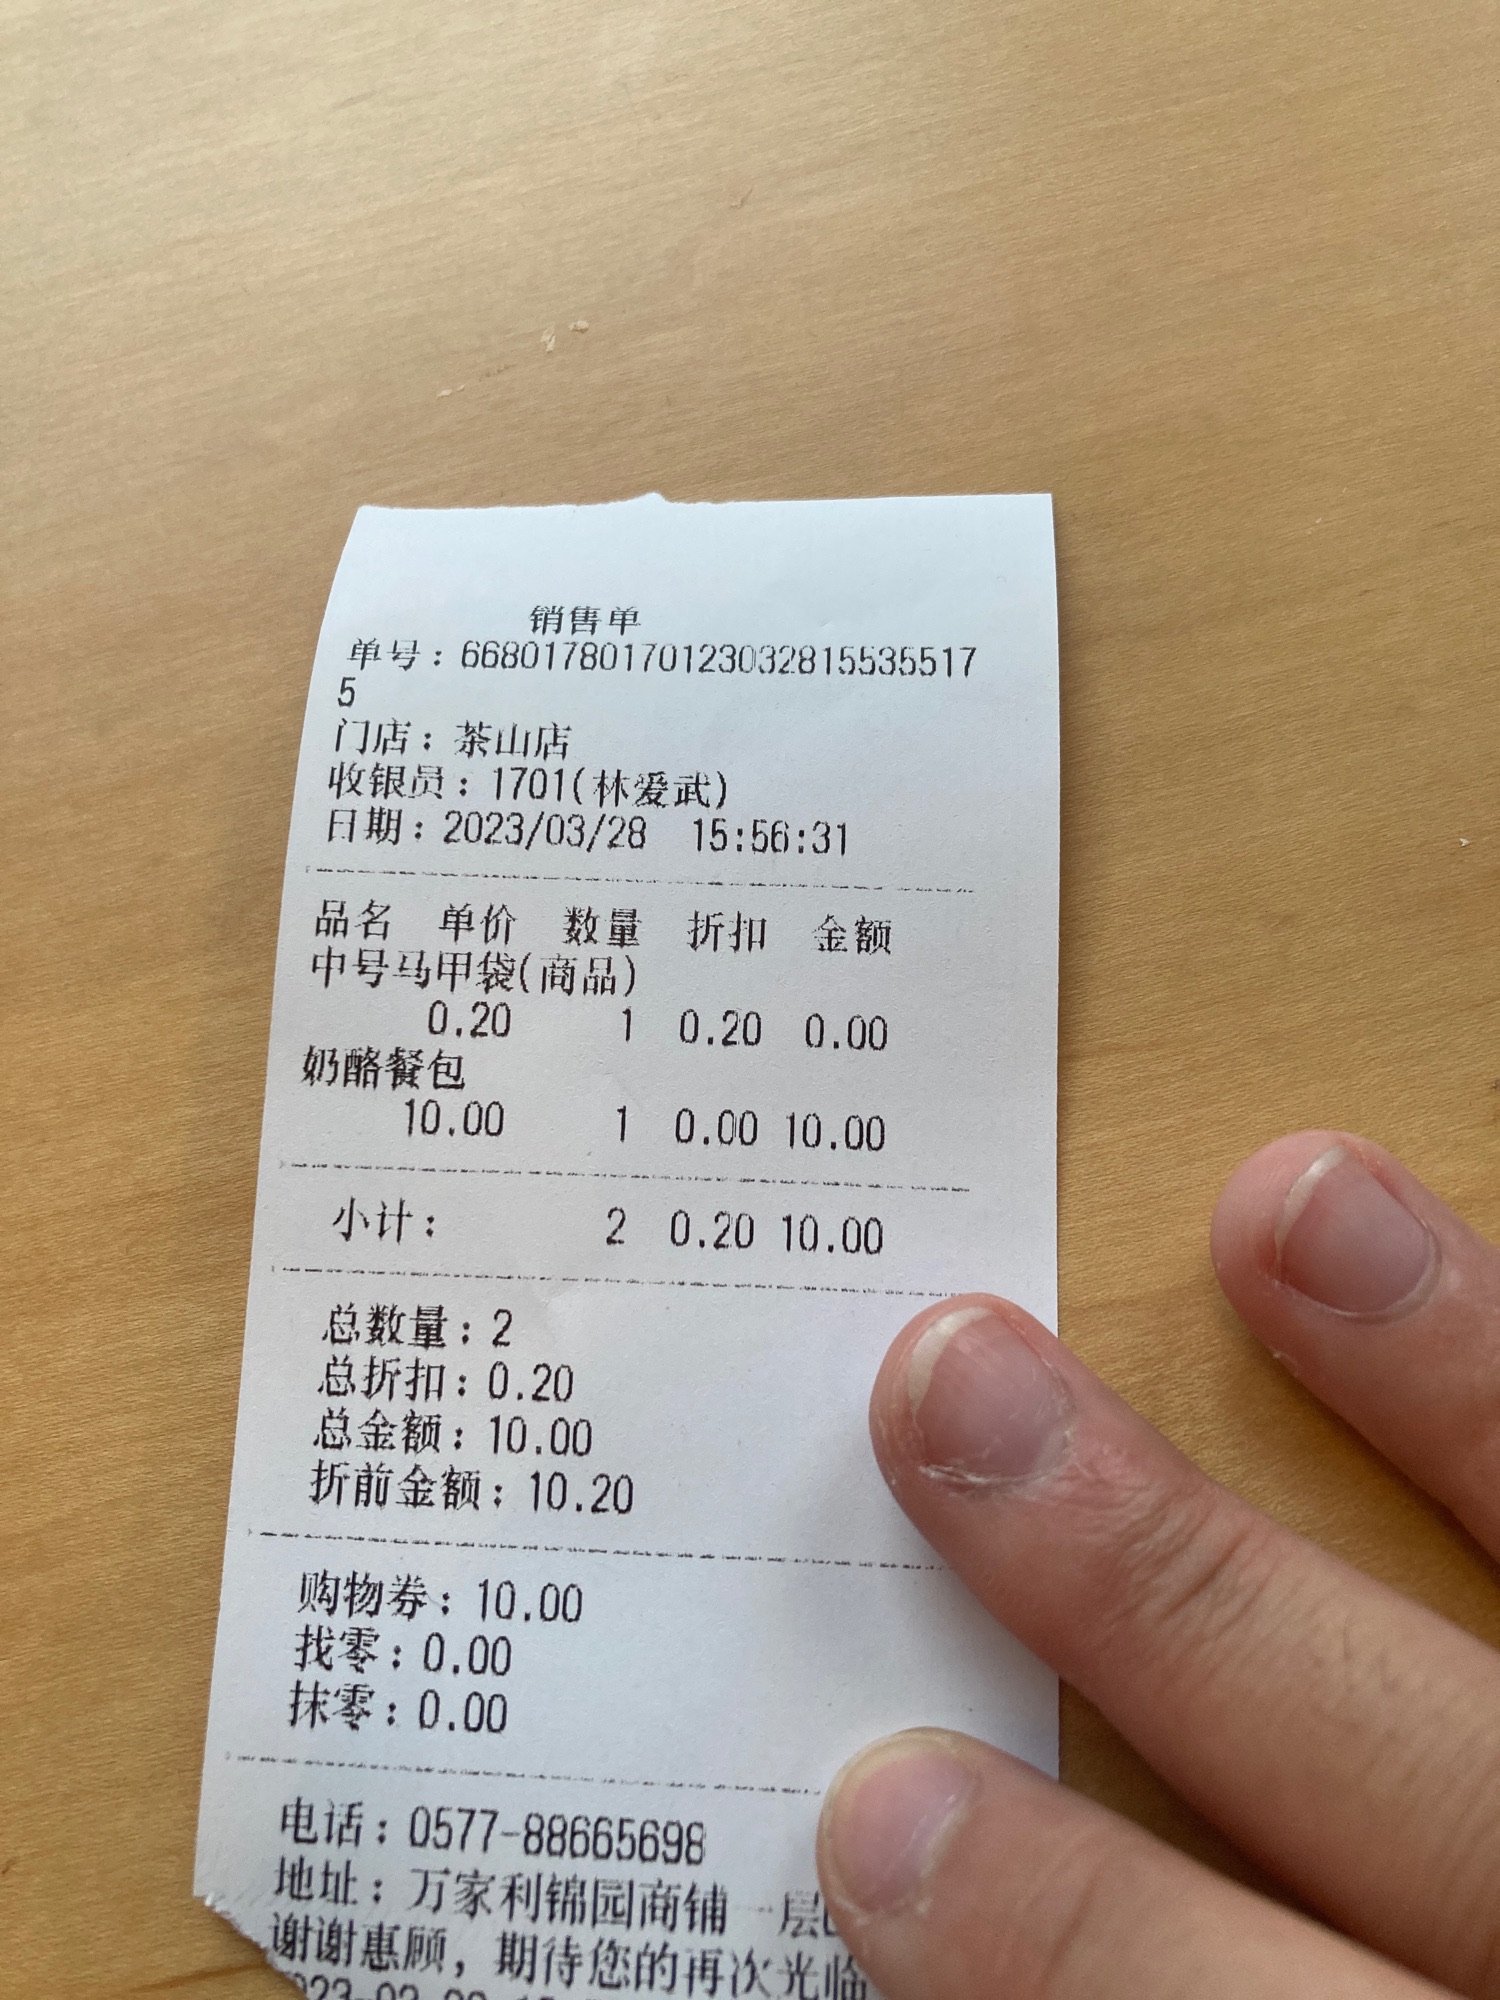 销售单
单号：6680178017012303281553551​7
5
门店：茶山店
收银员：1701(林爱武)
日期：2023/03/28 15:56:31
品名 单价 数量 折扣 金额
中号马甲袋(商品)
0.20 1 0.20 0.00
奶酪餐包
10.00 1 0.00 10.00
小计： 2 0.20 10.00
总数量：2
总折扣：0.20
总金额：10.00
折前金额：10.20
购物券：10.00
找零：0.00
抹零：0.00
电话：0577-88665698
地址：万家利锦园商铺一层
谢谢惠顾，期待您的再次光临